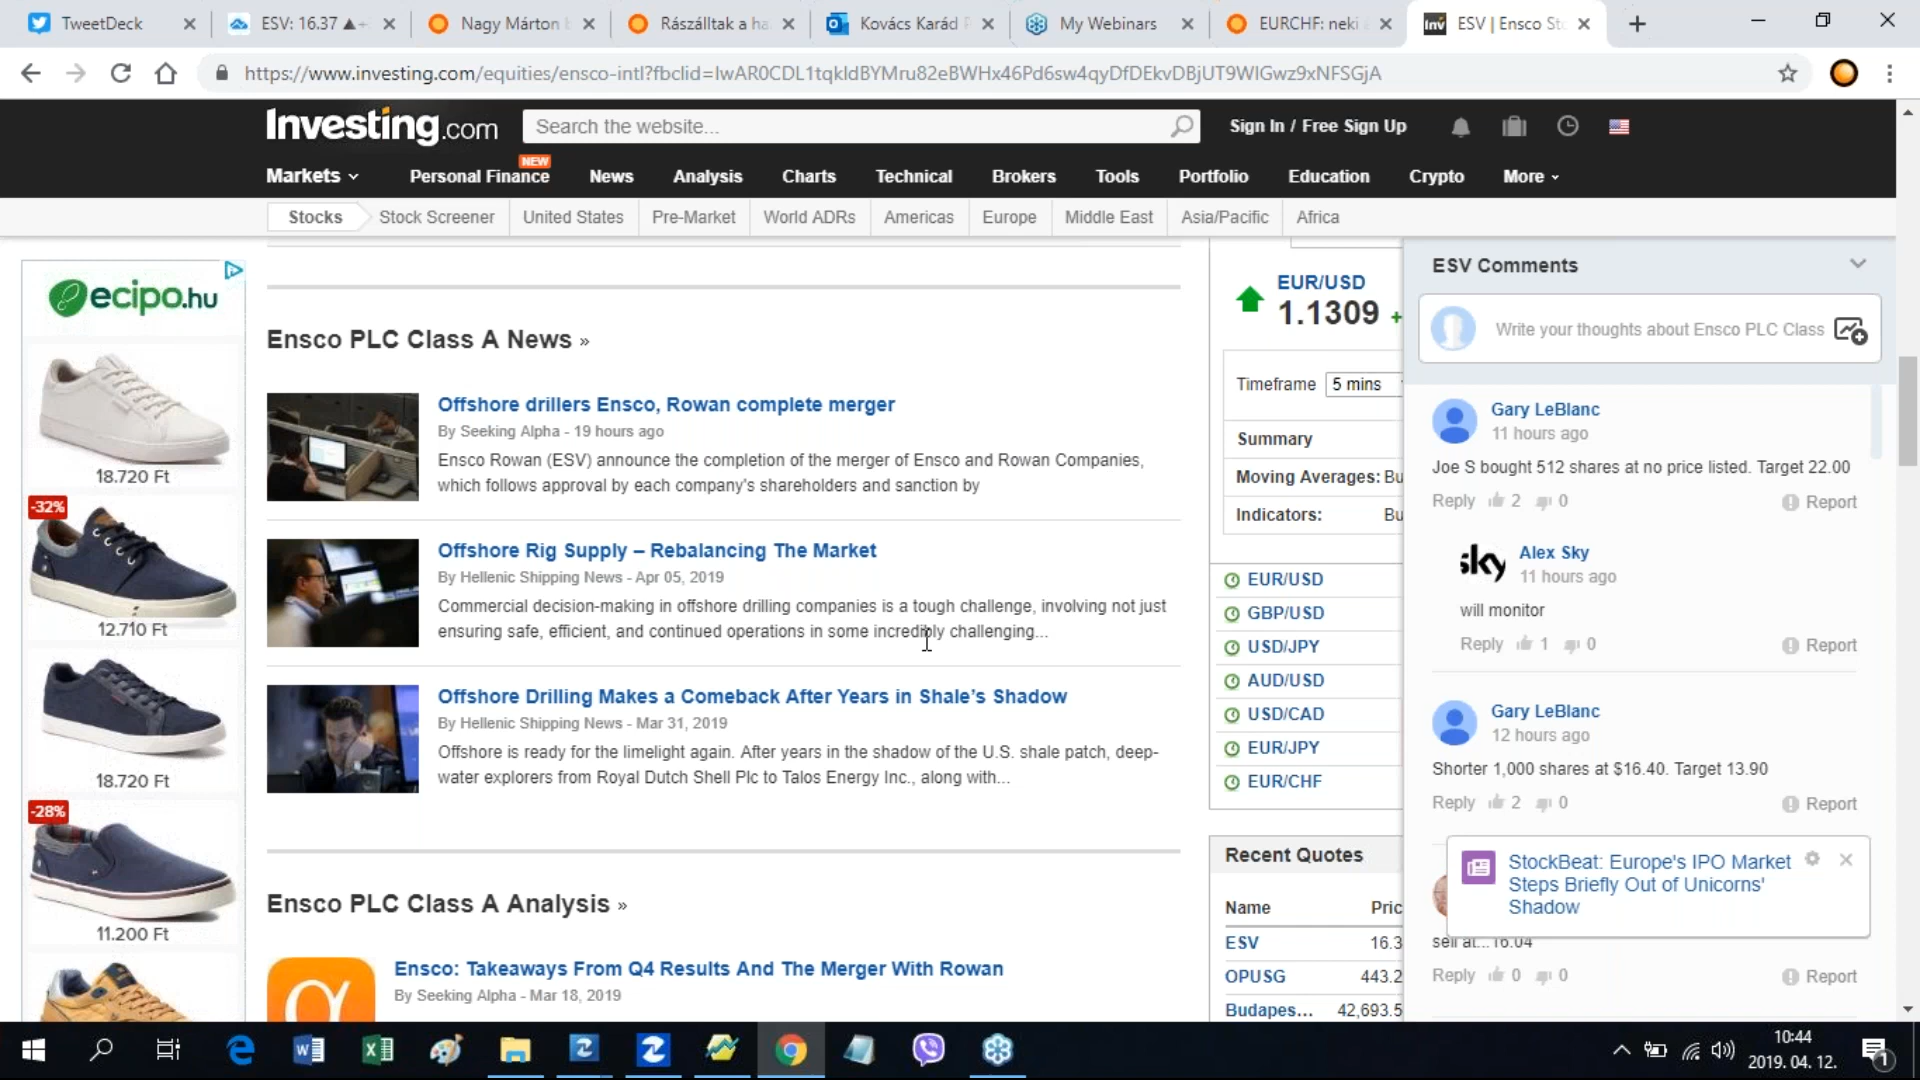 TweetDeck
ESV: 16.37
Nagy Márton
Rászálltak a ha
Kovács Karád
My Webinars
EURCHF: neki
ESV | Ensco Sto
https://www.investing.com/equities/ensco-intl?fbclid=IwAR0CDL1tqkldBYMru82eBWHx46Pd6sw4qyDfDEkvDBjUT9WIGwz9xNFSGjA
Investing.com
Search the website...
Sign In / Free Sign Up
NEW
Markets
Personal Finance
News
Analysis
Charts
Technical
Brokers
Tools
Portfolio
Education
Crypto
More
Stocks
Stock Screener
United States
Pre-Market
World ADRs
Americas
Europe
Middle East
Asia/Pacific
Africa
ecipo.hu
18.720 Ft
-32%
12.710 Ft
18.720 Ft
-28%
11.200 Ft
Ensco PLC Class A News »
Offshore drillers Ensco, Rowan complete merger
By Seeking Alpha - 19 hours ago
Ensco Rowan (ESV) announce the completion of the merger of Ensco and Rowan Companies,
which follows approval by each company's shareholders and sanction by
Offshore Rig Supply – Rebalancing The Market
By Hellenic Shipping News - Apr 05, 2019
Commercial decision-making in offshore drilling companies is a tough challenge, involving not just
ensuring safe, efficient, and continued operations in some incredibly challenging...
Offshore Drilling Makes a Comeback After Years in Shale's Shadow
By Hellenic Shipping News - Mar 31, 2019
Offshore is ready for the limelight again. After years in the shadow of the U.S. shale patch, deep-
water explorers from Royal Dutch Shell Plc to Talos Energy Inc., along with...
Ensco PLC Class A Analysis »
Ensco: Takeaways From Q4 Results And The Merger With Rowan
By Seeking Alpha - Mar 18, 2019
EUR/USD
1.1309 +
Timeframe 5 mins
Summary
Moving Averages: Bu
Indicators: Bu
EUR/USD
GBP/USD
USD/JPY
AUD/USD
USD/CAD
EUR/JPY
EUR/CHF
Recent Quotes
Name Pric
ESV 16.3
OPUSG 443.2
Budapes... 42,693.5
ESV Comments
Write your thoughts about Ensco PLC Class
Gary LeBlanc
11 hours ago
Joe S bought 512 shares at no price listed. Target 22.00
Reply 2 0 Report
sky
Alex Sky
11 hours ago
will monitor
Reply 1 0 Report
Gary LeBlanc
12 hours ago
Shorter 1,000 shares at $16.40. Target 13.90
Reply 2 0 Report
StockBeat: Europe's IPO Market
Steps Briefly Out of Unicorns'
Shadow
sell at... 16.04
Reply 0 0 Report
10:44
2019. 04. 12.
1